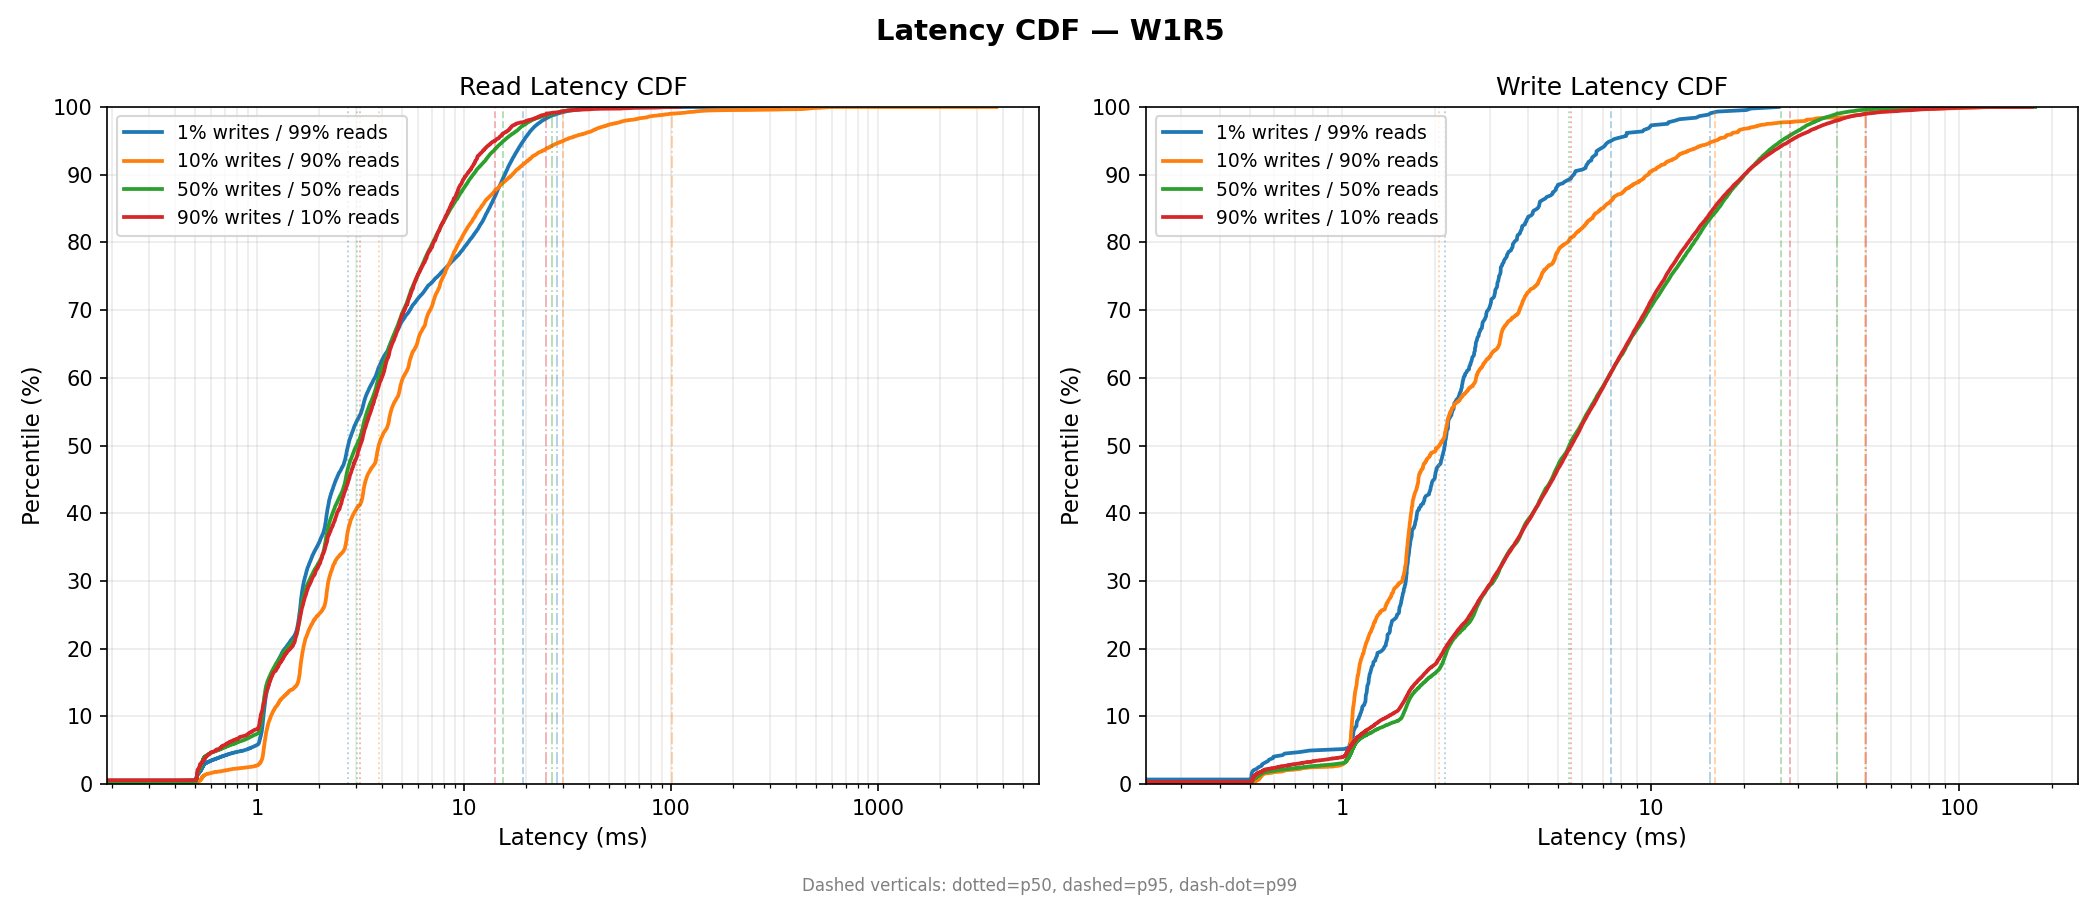 Latency CDF — W1R5
Read Latency CDF
100
90
80
70
60
50
40
30
20
10
0
Percentile (%)
1% writes / 99% reads
10% writes / 90% reads
50% writes / 50% reads
90% writes / 10% reads
1
10
100
1000
Latency (ms)
Write Latency CDF
100
90
80
70
60
50
40
30
20
10
0
Percentile (%)
1% writes / 99% reads
10% writes / 90% reads
50% writes / 50% reads
90% writes / 10% reads
1
10
100
Latency (ms)
Dashed verticals: dotted=p50, dashed=p95, dash-dot=p99